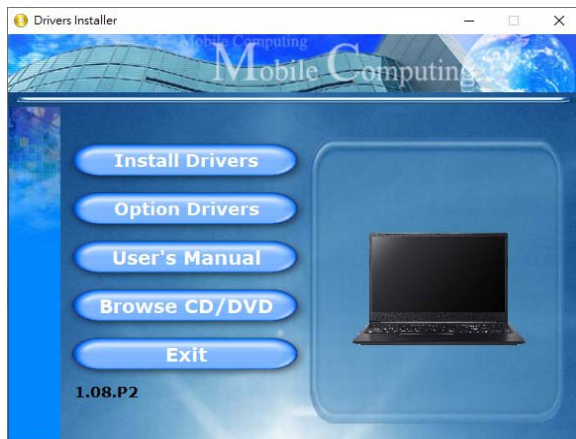 Drivers Installer
Mobile Computing
Mobile Computing
Install Drivers
Option Drivers
User's Manual
Browse CD/DVD
Exit
1.08.P2